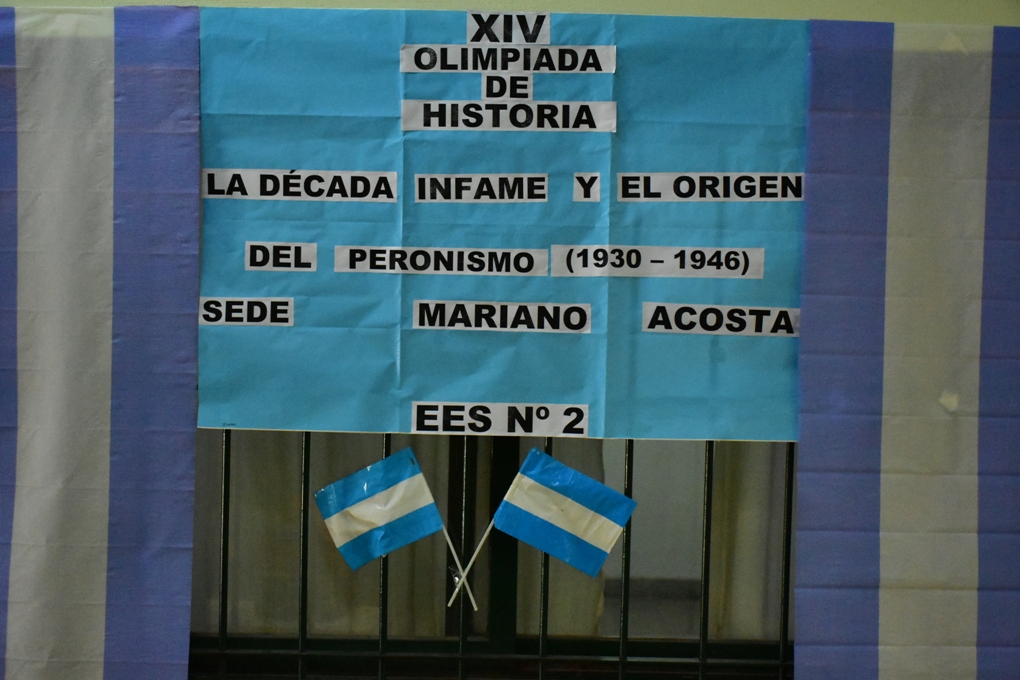 XIV
OLIMPIADA
DE
HISTORIA
LA DÉCADA INFAME Y EL ORIGEN
DEL PERONISMO (1930 – 1946)
SEDE MARIANO ACOSTA
EES Nº 2